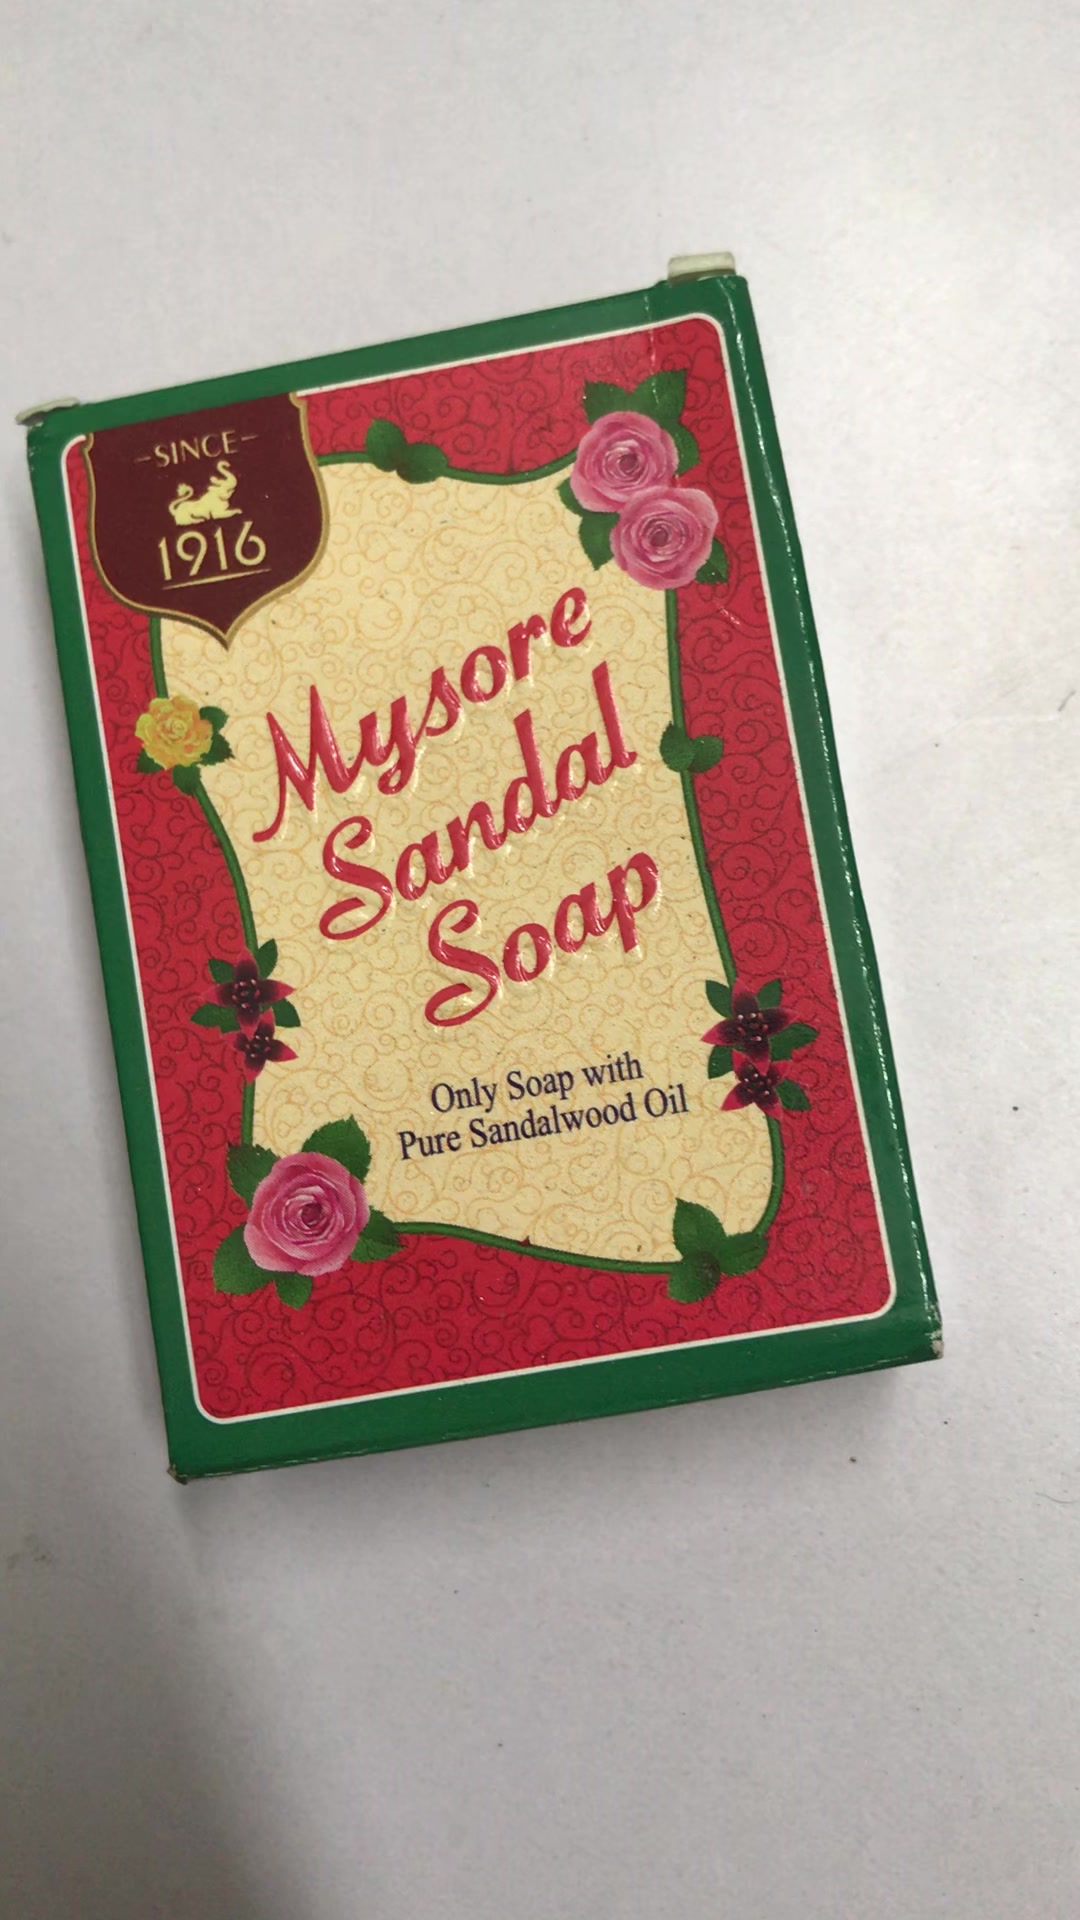 -SINCE-
1916
Mysore
Sandal
Soap
Only Soap with
Pure Sandalwood Oil